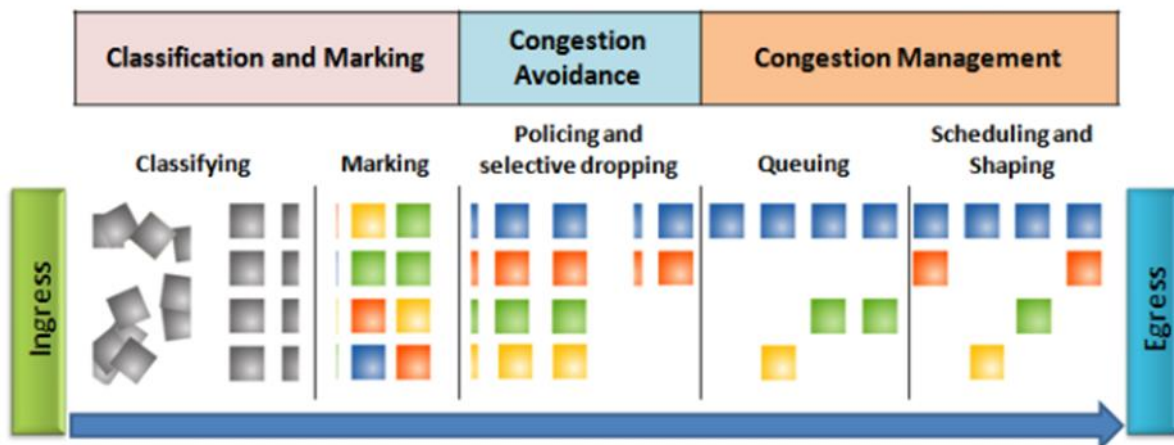 Classification and Marking
Congestion
Avoidance
Congestion Management
Classifying
Marking
Policing and
selective dropping
Queuing
Scheduling and
Shaping
Ingress
Egress